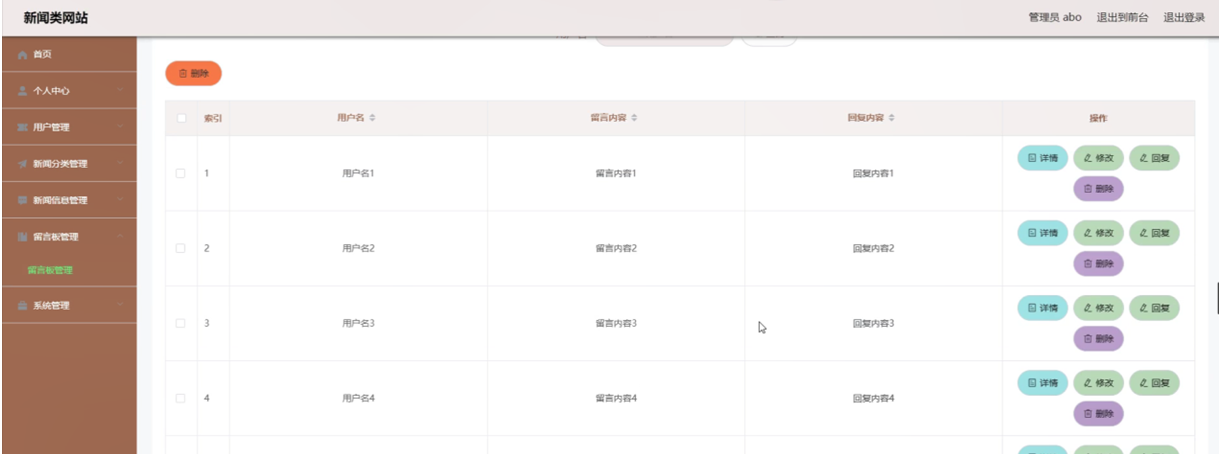 新闻类网站
管理员 abo 退出到前台 退出登录
首页
个人中心
用户管理
新闻分类管理
新闻信息管理
留言板管理
留言板管理
系统管理
删除
索引 用户名 留言内容 回复内容 操作
1 用户名1 留言内容1 回复内容1 详情 修改 回复
删除
2 用户名2 留言内容2 回复内容2 详情 修改 回复
删除
3 用户名3 留言内容3 回复内容3 详情 修改 回复
删除
4 用户名4 留言内容4 回复内容4 详情 修改 回复
删除